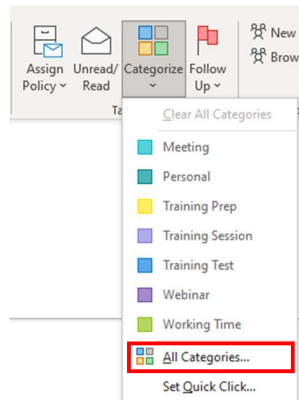 New
Brow
Assign Unread/ Categorize Follow
Policy Read Up
Ta
Clear All Categories
Meeting
Personal
Training Prep
Training Session
Training Test
Webinar
Working Time
All Categories...
Set Quick Click...